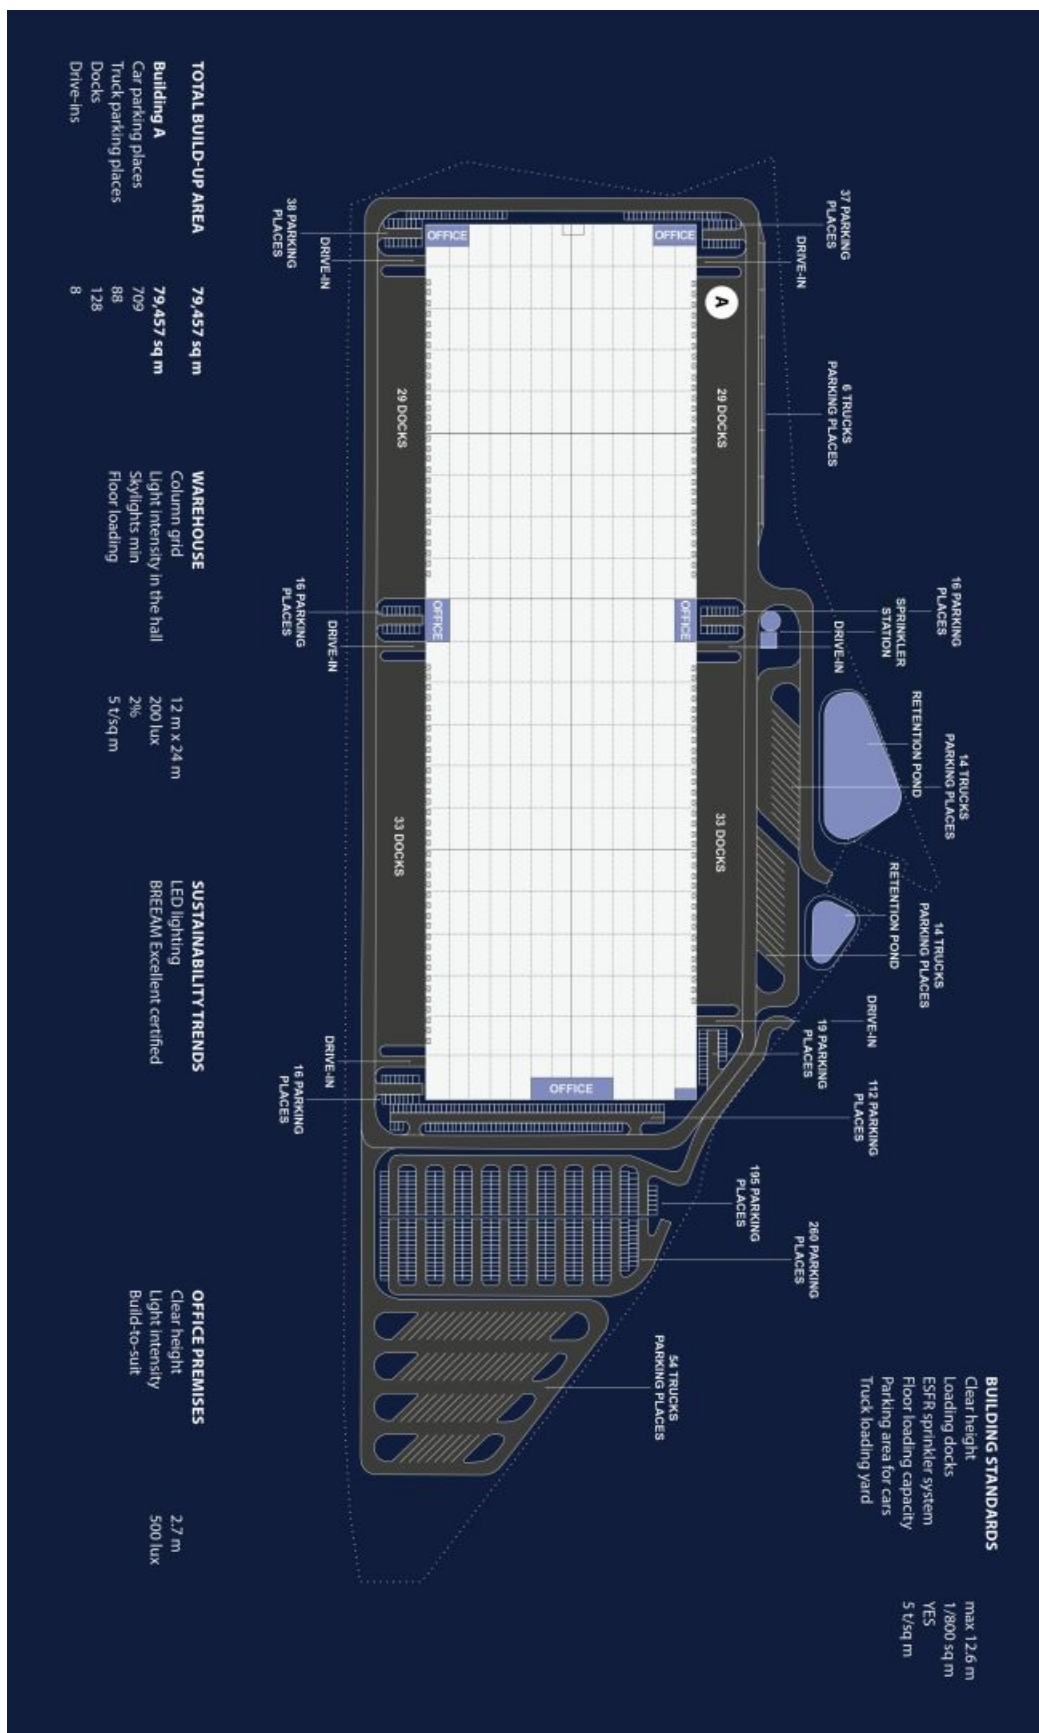 BUILDING STANDARDS
Clear height max 12.6 m
Loading docks 1/800 sq m
ESFR sprinkler system YES
Floor loading capacity 5 t/sq m
Parking area for cars
Truck loading yard
16 PARKING
PLACES
14 TRUCKS
PARKING PLACES
14 TRUCKS
PARKING PLACES
SPRINKLER
STATION
RETENTION POND
RETENTION POND
37 PARKING
PLACES
6 TRUCKS
PARKING PLACES
DRIVE-IN
DRIVE-IN
DRIVE-IN
19 PARKING
PLACES
112 PARKING
PLACES
195 PARKING
PLACES
260 PARKING
PLACES
54 TRUCKS
PARKING PLACES
A
29 DOCKS
33 DOCKS
OFFICE
OFFICE
OFFICE
OFFICE
OFFICE
29 DOCKS
33 DOCKS
DRIVE-IN
DRIVE-IN
DRIVE-IN
38 PARKING
PLACES
16 PARKING
PLACES
16 PARKING
PLACES
TOTAL BUILD-UP AREA 79,457 sq m
Building A 79,457 sq m
Car parking places 709
Truck parking places 88
Docks 128
Drive-ins 8
WAREHOUSE
Column grid 12 m x 24 m
Light intensity in the hall 200 lux
Skylights min 2%
Floor loading 5 t/sq m
SUSTAINABILITY TRENDS
LED lighting
BREEAM Excellent certified
OFFICE PREMISES
Clear height 2.7 m
Light intensity 500 lux
Build-to-suit